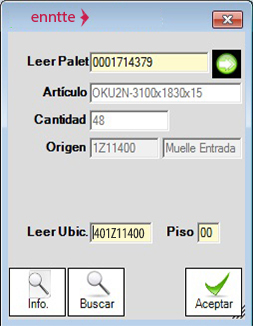 enntte
Leer Palet 0001714379
Artículo OKU2N-3100x1830x15
Cantidad 48
Origen 1Z11400 Muelle Entrada
Leer Ubic. 401Z11400 Piso 00
Info. Buscar Aceptar